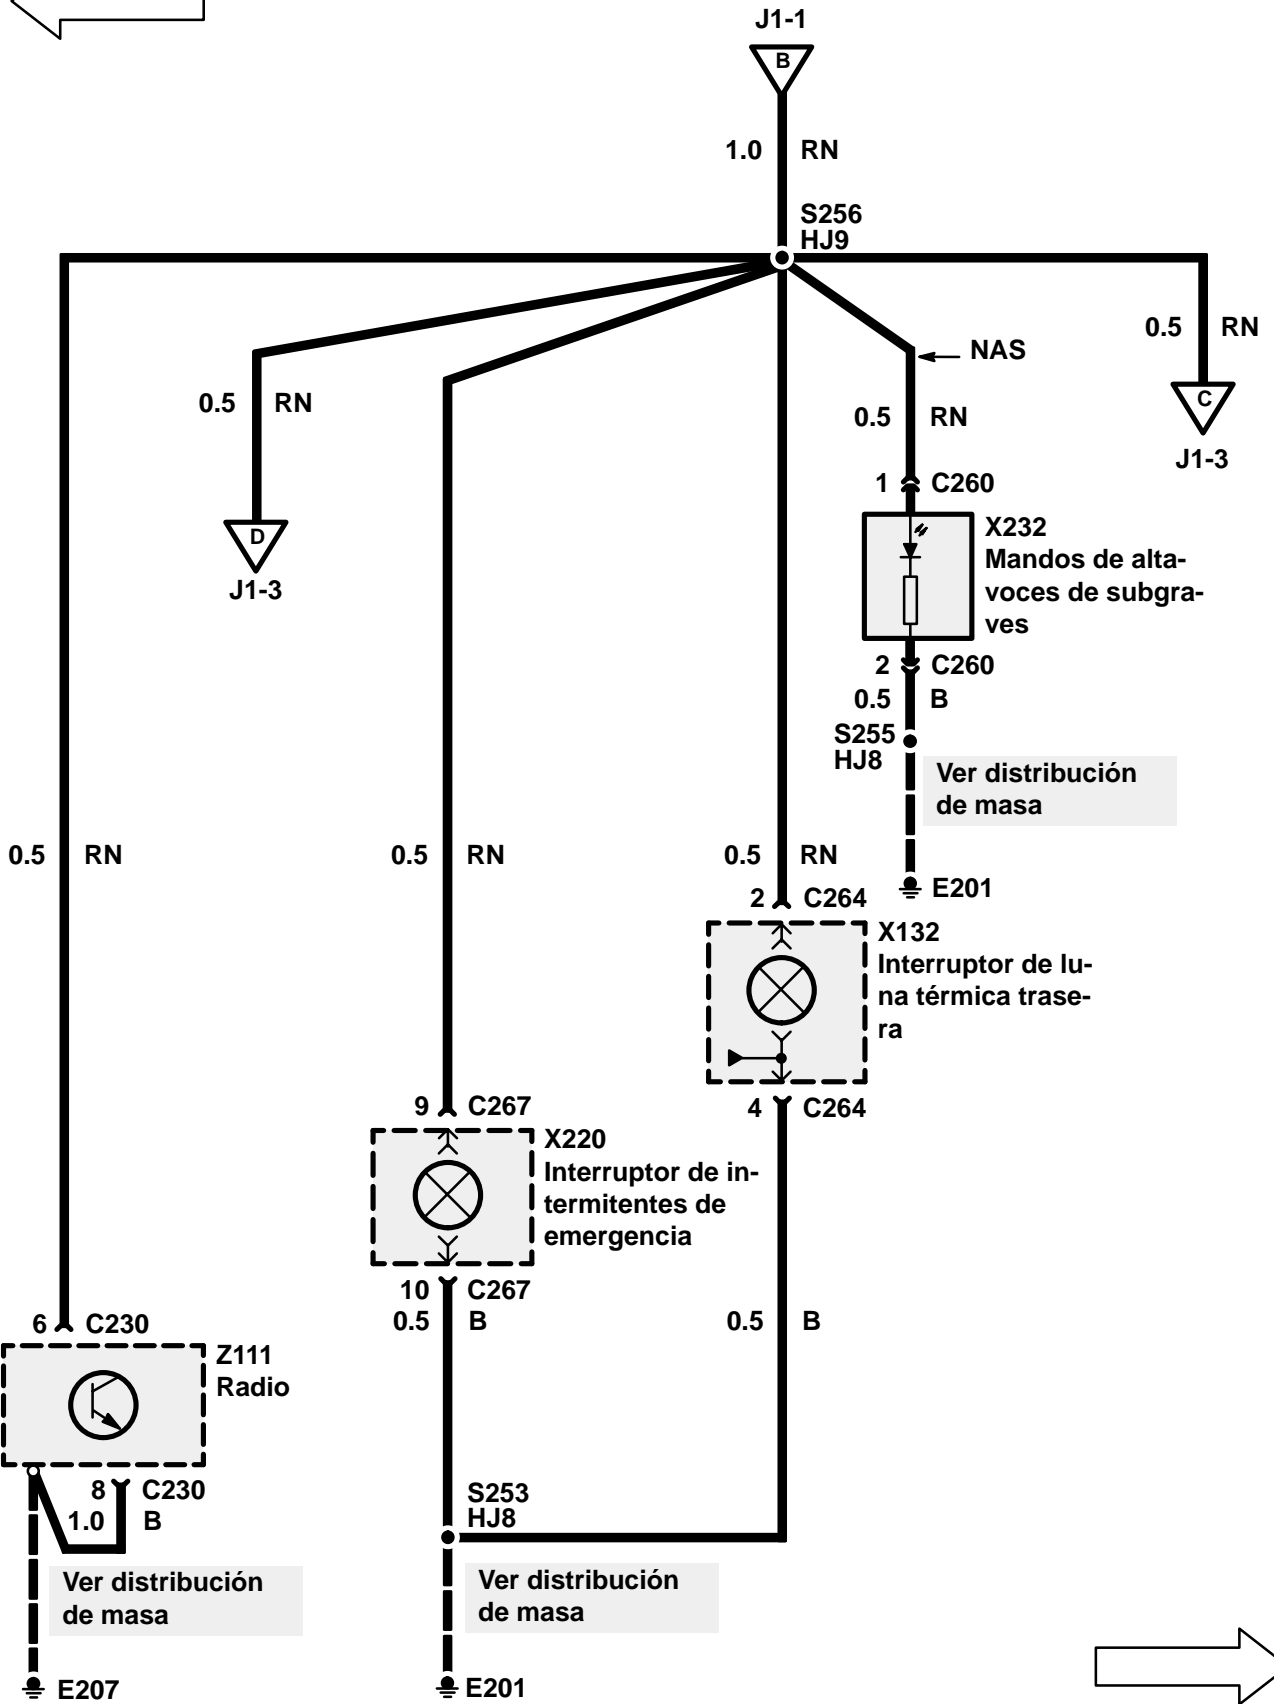 J1-1
B
1.0 RN
S256
HJ9
0.5 RN
NAS
0.5 RN
0.5 RN
C
J1-3
1 C260
D
J1-3
X232
Mandos de alta-
voces de subgra-
ves
2 C260
0.5 B
S255
HJ8
Ver distribución
de masa
0.5 RN
0.5 RN
0.5 RN
E201
2 C264
X132
Interruptor de lu-
na térmica trase-
ra
4 C264
9 C267
X220
Interruptor de in-
termitentes de
emergencia
10 C267
0.5 B
0.5 B
6 C230
Z111
Radio
8 C230
1.0 B
S253
HJ8
Ver distribución
de masa
Ver distribución
de masa
E207
E201